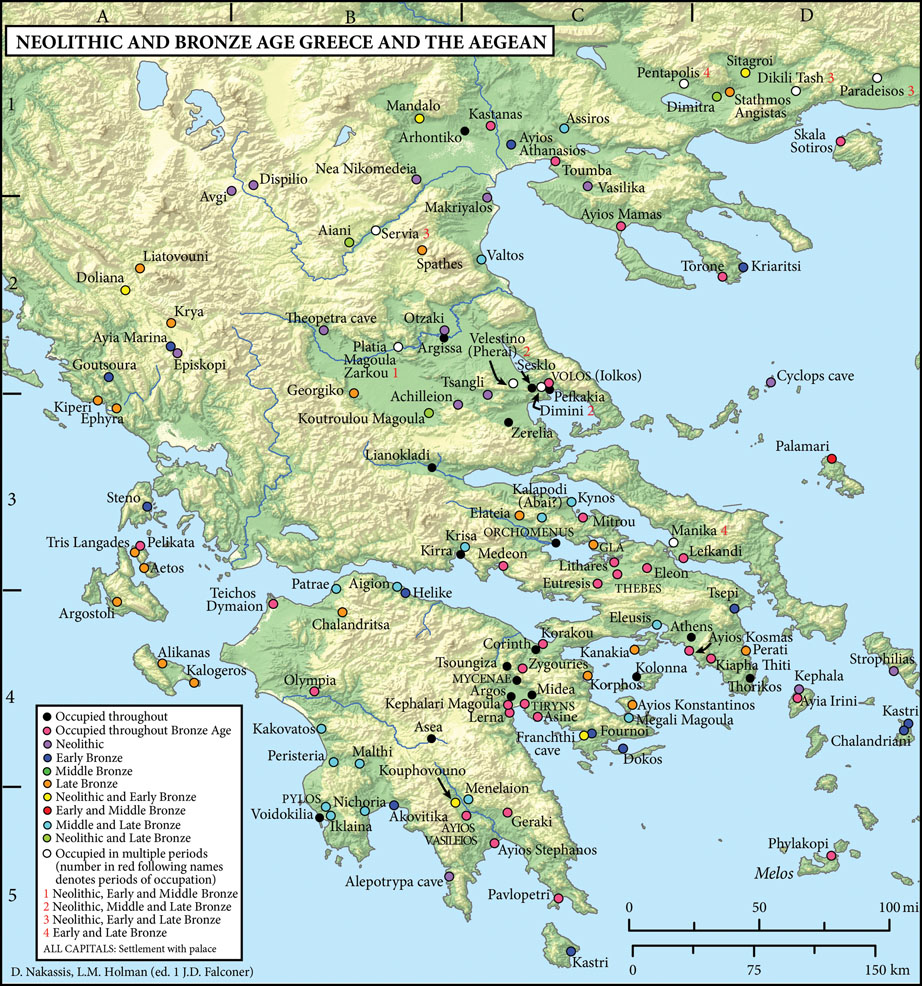 A
B
C
D
NEOLITHIC AND BRONZE AGE GREECE AND THE AEGEAN
1
Sitagroi
Pentapolis 4
Dikili Tash 3
Paradeisos 3
Dimitra
Stathmos
Angistas
Mandalo
Kastanas
Arhontiko
Assiros
Ayios
Athanasios
Skala
Sotiros
Toumba
Nea Nikomedeia
Dispilio
Vasilika
Avgi
Makriyalos
Ayios Mamas
Aiani
Servia 3
Spathes
Valtos
Liatovouni
Torone
Kriaritsi
2
Doliana
Krya
Theopetra cave
Otzaki
Ayia Marina
Episkopi
Platia
Magoula
Zarkou 1
Argissa
Velestino
(Pherai) 2
Sesklo
VOLOS (Iolkos)
Goutsoura
Tsangli
Pefkakia
Cyclops cave
Georgiko
Achilleion
Dimini 2
Kiperi
Ephyra
Koutroulou Magoula
Zerelia
Lianokladi
Palamari
3
Steno
Kalapodi
(Abai?)
Kynos
Elateia
Mitrou
ORCHOMENUS
Manika 4
Krisa
Tris Langades
Pelikata
Kirra
Medeon
GLA
Lefkandi
Aetos
Lithares
Eleon
Eutresis
THEBES
Patrae
Aigion
Helike
Tsepi
Argostoli
Teichos
Dymaion
Chalandritsa
Eleusis
Athens
Ayios Kosmas
Korakou
Corinth
Kanakia
Perati
Alikanas
Tsoungiza
Zygouries
Kolonna
Kiapha Thiti
Strophilas
Kalogeros
MYCENAE
Korphos
Thorikos
Kephala
Olympia
Argos
Midea
4
Kephalari Magoula
TIRYNS
Ayios Konstantinos
Ayia Irini
Lerna
Asine
Megali Magoula
Kastri
Kakovatos
Asea
Franchthi
cave
Fournoi
Chalandriani
Peristeria
Malthi
Dokos
Kouphovouno
PYLOS
Nichoria
Menelaion
Voidokilia
Iklaina
Akovitika
AYIOS
VASILEIOS
Geraki
Ayios Stephanos
Phylakopi
Melos
Alepotrypa cave
5
Pavlopetri
Kastri
Occupied throughout
Occupied throughout Bronze Age
Neolithic
Early Bronze
Middle Bronze
Late Bronze
Neolithic and Early Bronze
Early and Middle Bronze
Middle and Late Bronze
Neolithic and Late Bronze
Occupied in multiple periods
(number in red following names
denotes periods of occupation)
1 Neolithic, Early and Middle Bronze
2 Neolithic, Middle and Late Bronze
3 Neolithic, Early and Late Bronze
4 Early and Late Bronze
ALL CAPITALS: Settlement with palace
0 50 100 mi
0 75 150 km
D. Nakassis, L.M. Holman (ed. 1 J.D. Falconer)